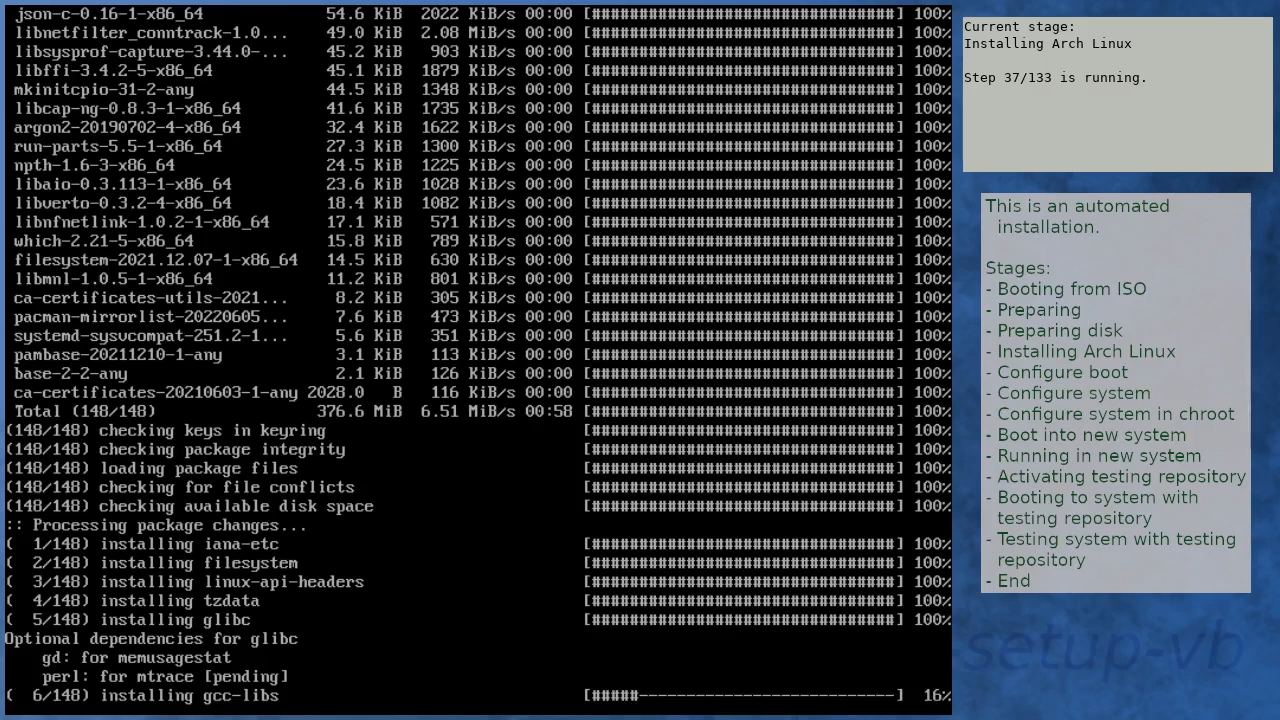 json-c-0.16-1-x86_64 54.6 KiB 2022 KiB/s 00:00 [################################] 100%
libnetfilter_conntrack-1.0... 49.0 KiB 2.08 MiB/s 00:00 [################################] 100%
libsysprof-capture-3.44.0-... 45.2 KiB 903 KiB/s 00:00 [################################] 100%
libffi-3.4.2-5-x86_64 45.1 KiB 1879 KiB/s 00:00 [################################] 100%
mkinitcpio-31-2-any 44.5 KiB 1348 KiB/s 00:00 [################################] 100%
libcap-ng-0.8.3-1-x86_64 41.6 KiB 1735 KiB/s 00:00 [################################] 100%
argon2-20190702-4-x86_64 32.4 KiB 1622 KiB/s 00:00 [################################] 100%
run-parts-5.5-1-x86_64 27.3 KiB 1300 KiB/s 00:00 [################################] 100%
npth-1.6-3-x86_64 24.5 KiB 1225 KiB/s 00:00 [################################] 100%
libaio-0.3.113-1-x86_64 23.6 KiB 1028 KiB/s 00:00 [################################] 100%
libverto-0.3.2-4-x86_64 18.4 KiB 1082 KiB/s 00:00 [################################] 100%
libnfnetlink-1.0.2-1-x86_64 17.1 KiB 571 KiB/s 00:00 [################################] 100%
which-2.21-5-x86_64 15.8 KiB 789 KiB/s 00:00 [################################] 100%
filesystem-2021.12.07-1-x86_64 14.5 KiB 630 KiB/s 00:00 [################################] 100%
libmnl-1.0.5-1-x86_64 11.2 KiB 801 KiB/s 00:00 [################################] 100%
ca-certificates-utils-2021... 8.2 KiB 305 KiB/s 00:00 [################################] 100%
pacman-mirrorlist-20220605... 7.6 KiB 473 KiB/s 00:00 [################################] 100%
systemd-sysvcompat-251.2-1... 5.6 KiB 351 KiB/s 00:00 [################################] 100%
pambase-20211210-1-any 3.1 KiB 113 KiB/s 00:00 [################################] 100%
base-2-2-any 2.1 KiB 126 KiB/s 00:00 [################################] 100%
ca-certificates-20210603-1-any 2028.0 B 116 KiB/s 00:00 [################################] 100%
Total (148/148) 376.6 MiB 6.51 MiB/s 00:58 [################################] 100%
(148/148) checking keys in keyring [################################] 100%
(148/148) checking package integrity [################################] 100%
(148/148) loading package files [################################] 100%
(148/148) checking for file conflicts [################################] 100%
(148/148) checking available disk space [################################] 100%
:: Processing package changes...
( 1/148) installing iana-etc [################################] 100%
( 2/148) installing filesystem [################################] 100%
( 3/148) installing linux-api-headers [################################] 100%
( 4/148) installing tzdata [################################] 100%
( 5/148) installing glibc [################################] 100%
Optional dependencies for glibc
gd: for memusagestat
perl: for mtrace [pending]
( 6/148) installing gcc-libs [#####---------------------------] 16%
Current stage:
Installing Arch Linux
Step 37/133 is running.
This is an automated
installation.
Stages:
- Booting from ISO
- Preparing
- Preparing disk
- Installing Arch Linux
- Configure boot
- Configure system
- Configure system in chroot
- Boot into new system
- Running in new system
- Activating testing repository
- Booting to system with
testing repository
- Testing system with testing
repository
- End
setup-vb